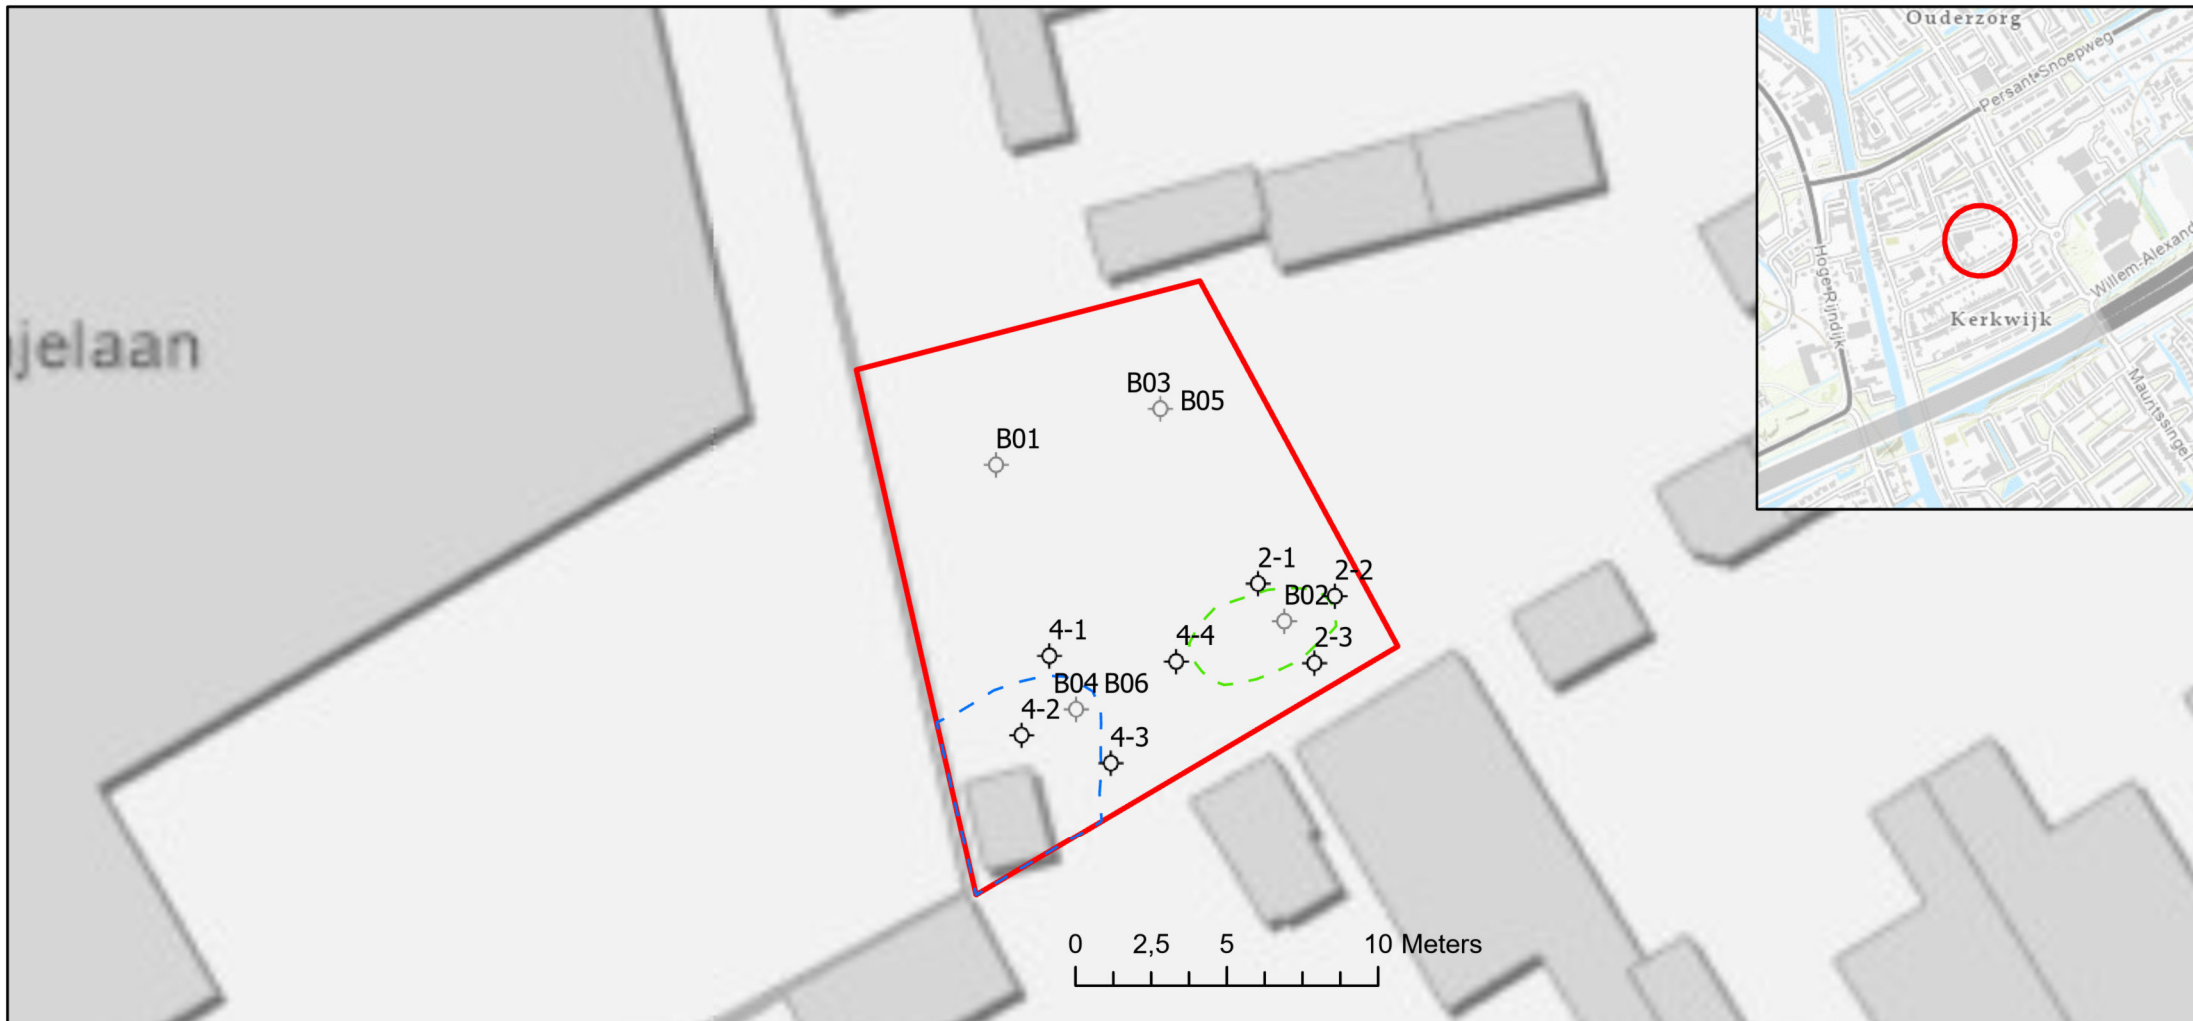 Ouderzorg
Persant-Snoepweg
Hoge-Rijndijk
Willem-Alexand
Kerkwijk
Mauritssingel
jelaan
B03
B05
B01
2-1
2-2
B02
4-1
4-4
2-3
B04 B06
4-2
4-3
0 2,5 5 10 Meters